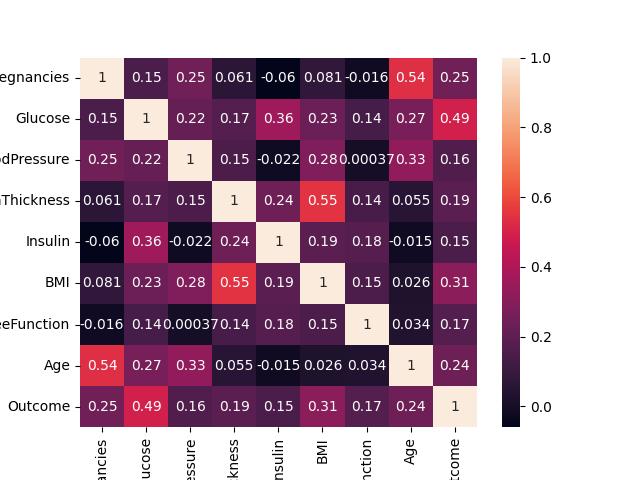 egnancies 1 0.15 0.25 0.061 -0.06 0.081 -0.016 0.54 0.25
Glucose 0.15 1 0.22 0.17 0.36 0.23 0.14 0.27 0.49
dPressure 0.25 0.22 1 0.15 -0.022 0.28 0.00037 0.33 0.16
Thickness 0.061 0.17 0.15 1 0.24 0.55 0.14 0.055 0.19
Insulin -0.06 0.36 -0.022 0.24 1 0.19 0.18 -0.015 0.15
BMI 0.081 0.23 0.28 0.55 0.19 1 0.15 0.026 0.31
eeFunction -0.016 0.14 0.00037 0.14 0.18 0.15 1 0.034 0.17
Age 0.54 0.27 0.33 0.055 -0.015 0.026 0.034 1 0.24
Outcome 0.25 0.49 0.16 0.19 0.15 0.31 0.17 0.24 1
ancies
ucose
essure
kness
nsulin
BMI
nction
Age
tcome
1.0
0.8
0.6
0.4
0.2
0.0